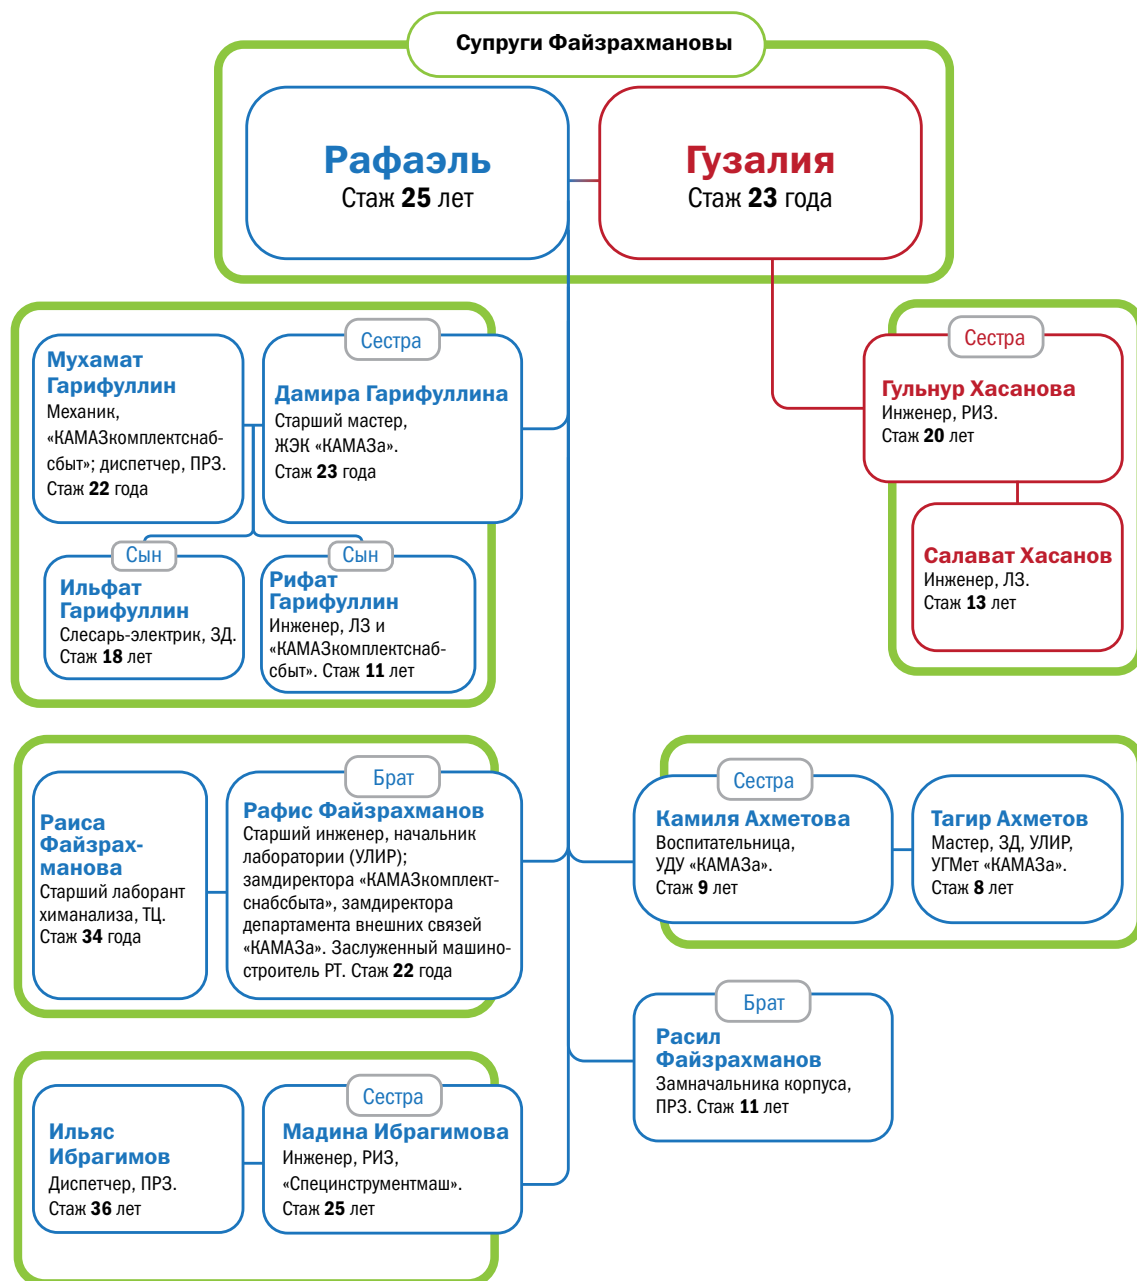 Супруги Файзрахмановы
Рафаэль
Стаж 25 лет
Гузалия
Стаж 23 года
Мухамат
Гарифуллин
Механик,
«КАМАЗкомплектснаб-
сбыт»; диспетчер, ПРЗ.
Стаж 22 года
Сестра
Дамира Гарифуллина
Старший мастер,
ЖЭК «КАМАЗа».
Стаж 23 года
Сын
Ильфат
Гарифуллин
Слесарь-электрик, ЗД.
Стаж 18 лет
Сын
Рифат
Гарифуллин
Инженер, ЛЗ и
«КАМАЗкомплектснаб-
сбыт». Стаж 11 лет
Сестра
Гульнур Хасанова
Инженер, РИЗ.
Стаж 20 лет
Салават Хасанов
Инженер, ЛЗ.
Стаж 13 лет
Раиса
Файзрах-
манова
Старший лаборант
химанализа, ТЦ.
Стаж 34 года
Брат
Рафис Файзрахманов
Старший инженер, начальник
лаборатории (УЛИР);
замдиректора «КАМАЗкомплект-
снабсбыта», замдиректора
департамента внешних связей
«КАМАЗа». Заслуженный машино-
строитель РТ. Стаж 22 года
Сестра
Камиля Ахметова
Воспитательница,
УДУ «КАМАЗа».
Стаж 9 лет
Тагир Ахметов
Мастер, ЗД, УЛИР,
УГМет «КАМАЗа».
Стаж 8 лет
Брат
Расил
Файзрахманов
Замначальника корпуса,
ПРЗ. Стаж 11 лет
Ильяс
Ибрагимов
Диспетчер, ПРЗ.
Стаж 36 лет
Сестра
Мадина Ибрагимова
Инженер, РИЗ,
«Специнструментмаш».
Стаж 25 лет